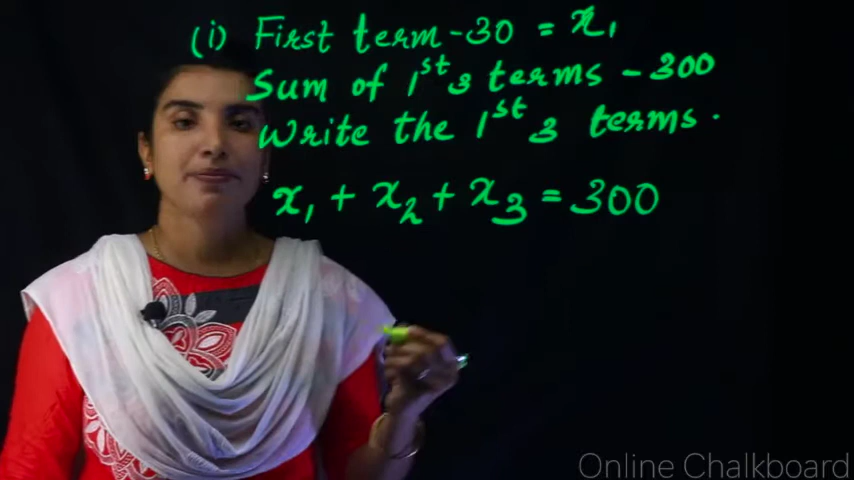 (i) First term - 30 = x₁
Sum of 1st 3 terms - 300
Write the 1st 3 terms.
x₁ + x₂ + x₃ = 300
Online Chalkboard